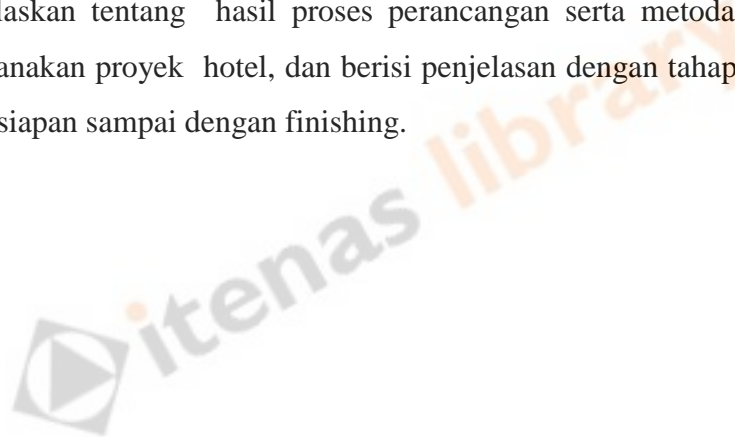 laskan tentang hasil proses perancangan serta metoda
anakan proyek hotel, dan berisi penjelasan dengan tahap
siapan sampai dengan finishing.
itenas library